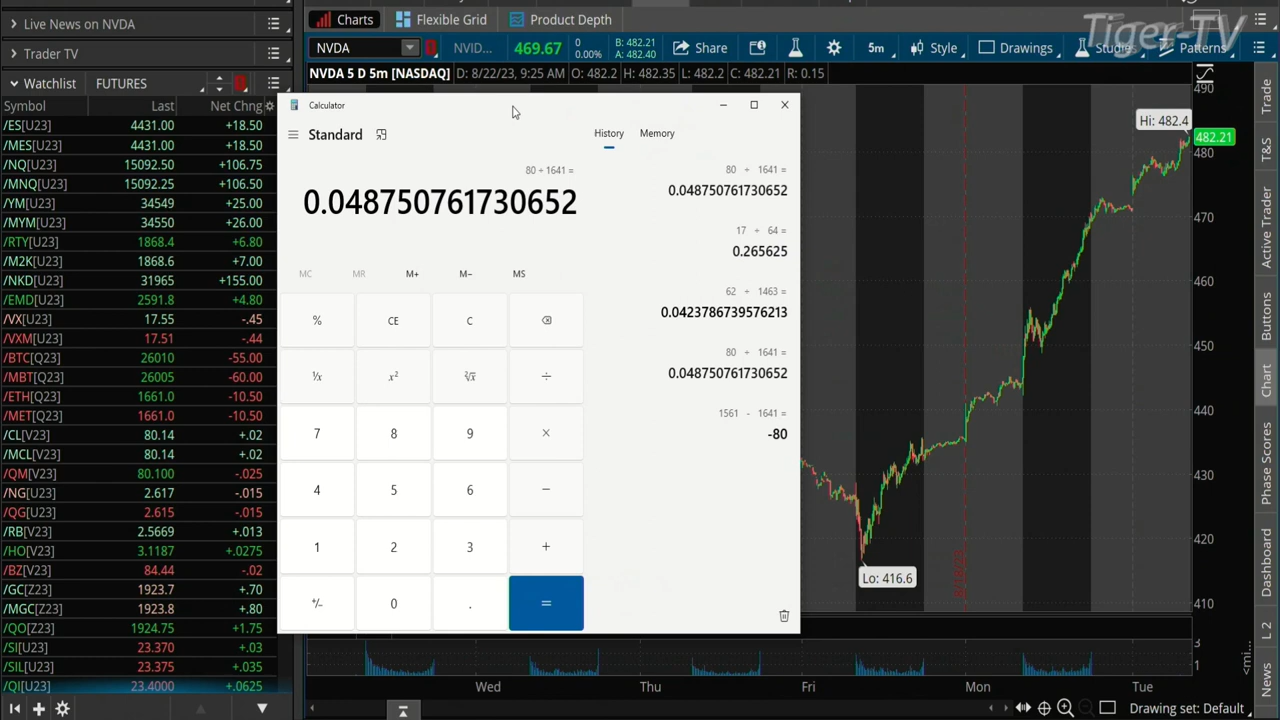 Live News on NVDA
Charts
Flexible Grid
Product Depth
Tiger-TV
Trader TV
NVDA
NVID...
469.67
0
0.00%
B: 482.21
A: 482.40
Share
5m
Style
Drawings
Studies
Patterns
Watchlist
FUTURES
NVDA 5 D 5m [NASDAQ]
D: 8/22/23, 9:25 AM
O: 482.2
H: 482.35
L: 482.2
C: 482.21
R: 0.15
Symbol
Last
Net Chng
/ES[U23] 4431.00 +18.50
/MES[U23] 4431.00 +18.50
/NQ[U23] 15092.50 +106.75
/MNQ[U23] 15092.25 +106.75
/YM[U23] 34549 +25.00
/MYM[U23] 34550 +26.00
/RTY[U23] 1868.4 +6.80
/M2K[U23] 1868.6 +7.00
/NKD[U23] 31965 +155.00
/EMD[U23] 2591.8 +4.80
/VX[U23] 17.55 -.45
/VXM[U23] 17.51 -.44
/BTC[Q23] 26010 -55.00
/MBT[Q23] 26005 -60.00
/ETH[Q23] 1661.0 -10.50
/MET[Q23] 1661.0 -10.50
/CL[V23] 80.14 +.02
/MCL[V23] 80.14 +.02
/QM[V23] 80.100 -.025
/NG[U23] 2.617 -.015
/QG[U23] 2.615 -.015
/RB[V23] 2.5669 +.013
/HO[V23] 3.1187 +.0275
/BZ[V23] 84.44 -.02
/GC[Z23] 1923.7 +.70
/MGC[Z23] 1923.8 +.80
/QO[Z23] 1924.75 +1.75
/SI[U23] 23.370 +.03
/SIL[U23] 23.375 +.035
/QI[U23] 23.4000 +.0625
Calculator
Standard
80 ÷ 1641 =
0.048750761730652
MC
MR
M+
M−
MS
%
CE
C
⌫
¹/x
x²
²√x
÷
7
8
9
×
4
5
6
−
1
2
3
+
+/−
0
.
=
History
Memory
80 ÷ 1641 =
0.048750761730652
17 ÷ 64 =
0.265625
62 ÷ 1463 =
0.0423786739576213
80 ÷ 1641 =
0.048750761730652
1561 - 1641 =
-80
Hi: 482.4
Lo: 416.6
490
482.21
480
470
460
450
440
430
420
410
3
1
Wed
Thu
Fri
Mon
Tue
Drawing set: Default
Trade
T&S
Active Trader
Buttons
Chart
Phase Scores
Dashboard
L 2
News